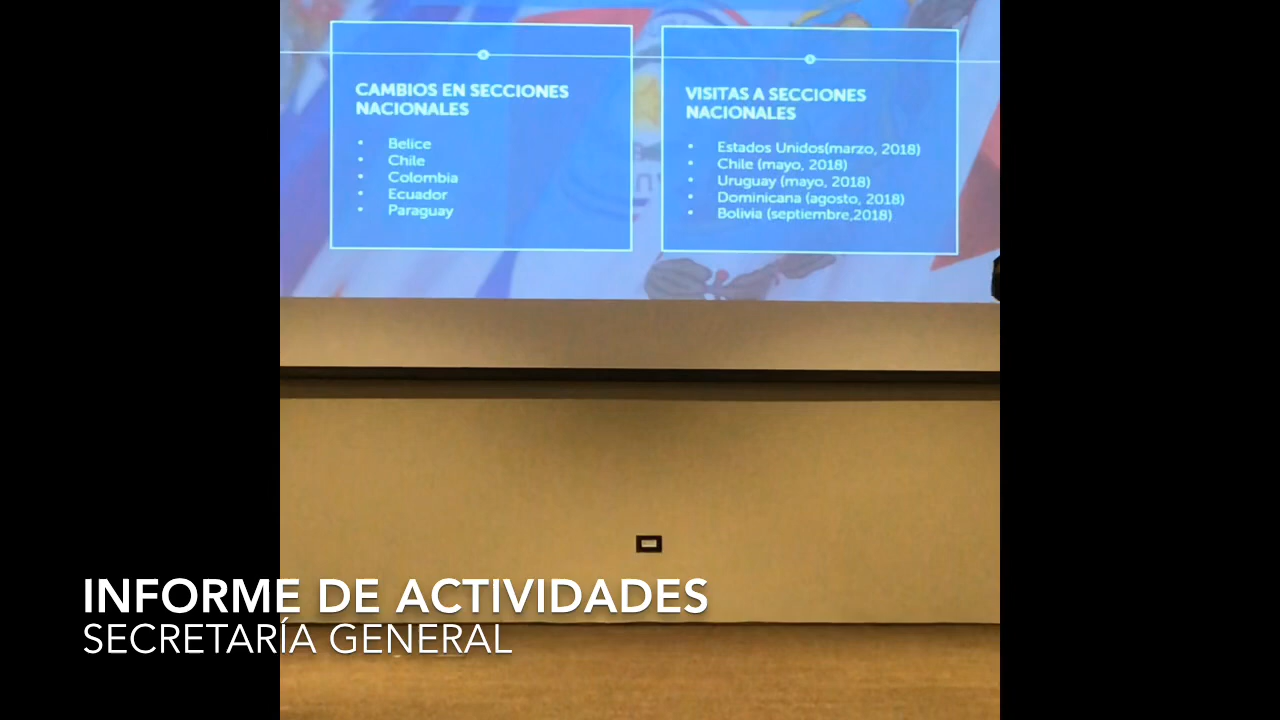 CAMBIOS EN SECCIONES
NACIONALES
• Belice
• Chile
• Colombia
• Ecuador
• Paraguay
VISITAS A SECCIONES
NACIONALES
• Estados Unidos(marzo, 2018)
• Chile (mayo, 2018)
• Uruguay (mayo, 2018)
• Dominicana (agosto, 2018)
• Bolivia (septiembre,2018)
INFORME DE ACTIVIDADES
SECRETARÍA GENERAL